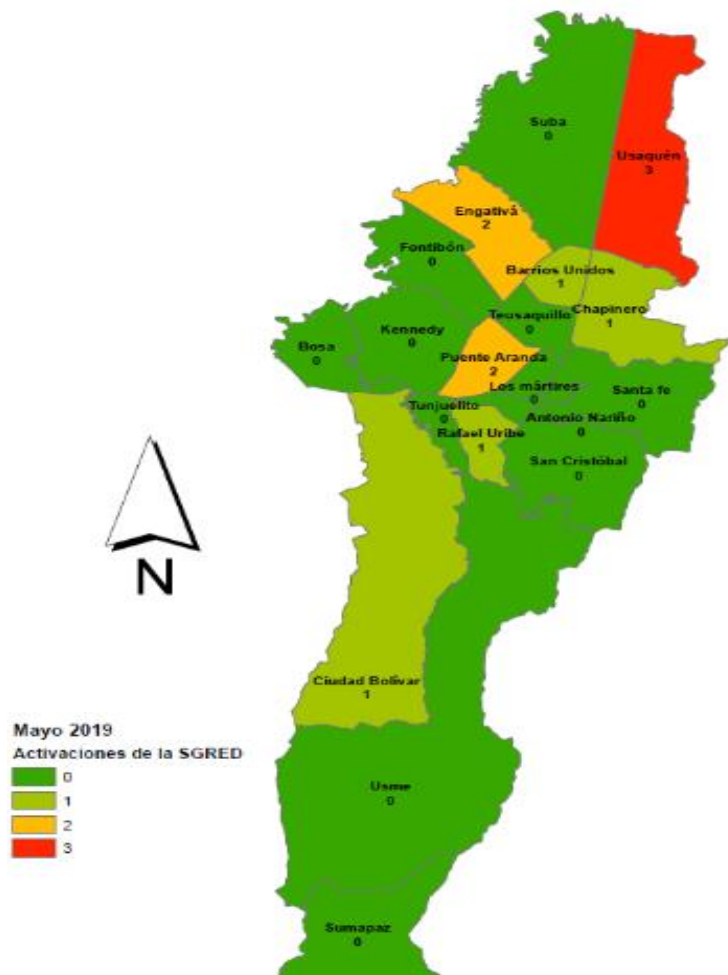 Suba
0
Usaquén
3
Engativá
2
Fontibón
0
Barrios Unidos
1
Chapinero
1
Teusaquillo
0
Kennedy
0
Bosa
0
Puente Aranda
2
Los mártires
0
Santa fe
0
Tunjuelito
0
Antonio Nariño
0
Rafael Uribe
1
San Cristóbal
0
N
Ciudad Bolívar
1
Mayo 2019
Activaciones de la SGRED
0
1
2
3
Usme
0
Sumapaz
0